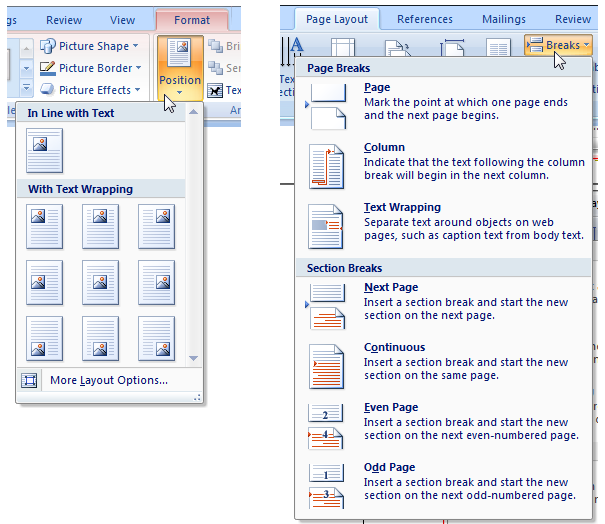 Review
View
Format
Picture Shape
Picture Border
Picture Effects
Position
Bri
Sen
Tex
Ar
In Line with Text
With Text Wrapping
More Layout Options...
Page Layout
References
Mailings
Review
Breaks
Page Breaks
Page
Mark the point at which one page ends
and the next page begins.
Column
Indicate that the text following the column
break will begin in the next column.
Text Wrapping
Separate text around objects on web
pages, such as caption text from body text.
Section Breaks
Next Page
Insert a section break and start the new
section on the next page.
Continuous
Insert a section break and start the new
section on the same page.
Even Page
Insert a section break and start the new
section on the next even-numbered page.
2
4
Odd Page
Insert a section break and start the new
section on the next odd-numbered page.
1
3